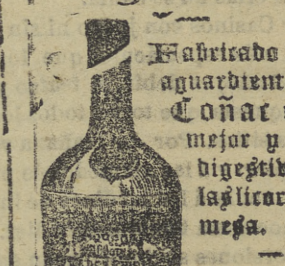 Fabricado
aguardient
Coñac
mejor y
digestiv
las licor
mesa.